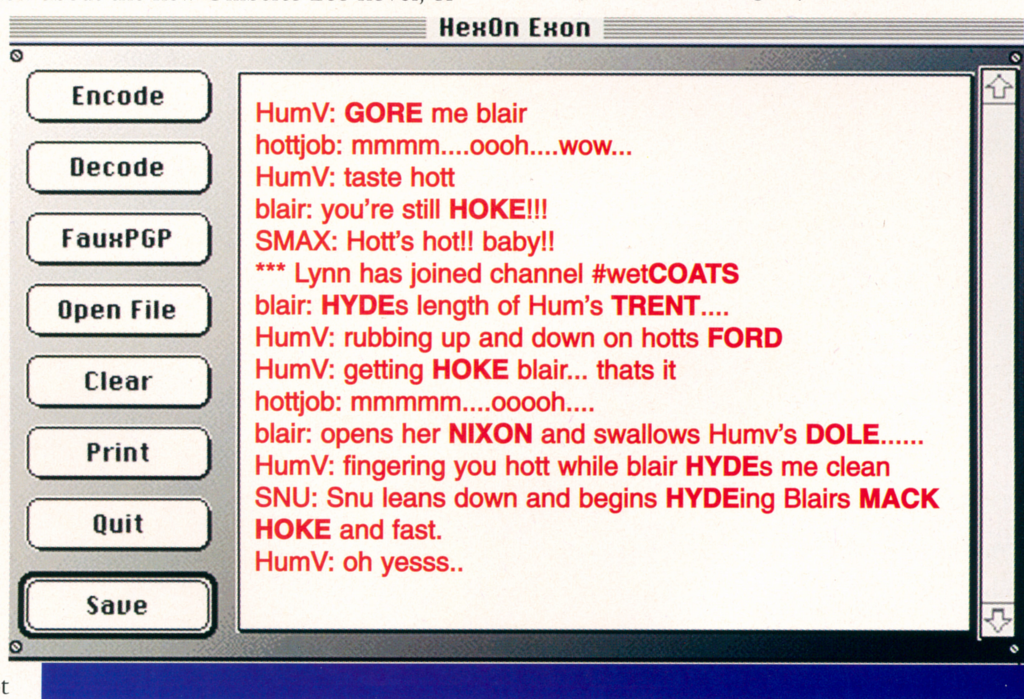 HexOn Exon
Encode
Decode
FauxPGP
Open File
Clear
Print
Quit
Save
HumV: GORE me blair
hottjob: mmmm....oooh....wow...
HumV: taste hott
blair: you're still HOKE!!!
SMAX: Hott's hot!! baby!!
*** Lynn has joined channel #wetCOATS
blair: HYDEs length of Hum's TRENT....
HumV: rubbing up and down on hotts FORD
HumV: getting HOKE blair... thats it
hottjob: mmmmm....ooooh....
blair: opens her NIXON and swallows Humv's DOLE......
HumV: fingering you hott while blair HYDEs me clean
SNU: Snu leans down and begins HYDEing Blairs MACK
HOKE and fast.
HumV: oh yesss..
t